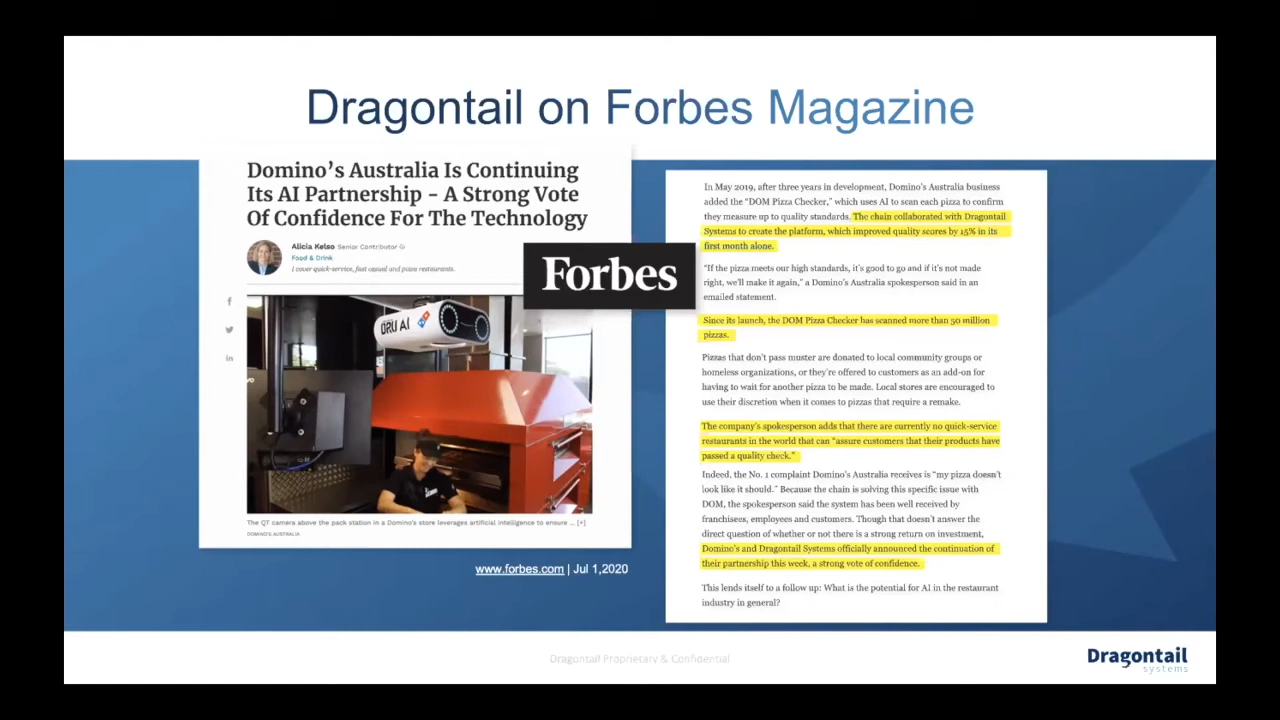 Dragontail on Forbes Magazine
Domino's Australia Is Continuing
Its AI Partnership - A Strong Vote
Of Confidence For The Technology
Alicia Kelso Senior Contributor
Food & Drink
I cover quick-service, fast casual and pizza restaurants.
Forbes
DRU AI
The QT camera above the pack station in a Domino's store leverages artificial intelligence to ensure ... [+]
DOMINO'S AUSTRALIA
www.forbes.com | Jul 1,2020
In May 2019, after three years in development, Domino's Australia business
added the “DOM Pizza Checker,” which uses AI to scan each pizza to confirm
they measure up to quality standards. The chain collaborated with Dragontail
Systems to create the platform, which improved quality scores by 15% in its
first month alone.
“If the pizza meets our high standards, it's good to go and if it's not made
right, we'll make it again,” a Domino's Australia spokesperson said in an
emailed statement.
Since its launch, the DOM Pizza Checker has scanned more than 50 million
pizzas.
Pizzas that don't pass muster are donated to local community groups or
homeless organizations, or they're offered to customers as an add-on for
having to wait for another pizza to be made. Local stores are encouraged to
use their discretion when it comes to pizzas that require a remake.
The company's spokesperson adds that there are currently no quick-service
restaurants in the world that can “assure customers that their products have
passed a quality check.”
Indeed, the No. 1 complaint Domino's Australia receives is “my pizza doesn't
look like it should.” Because the chain is solving this specific issue with
DOM, the spokesperson said the system has been well received by
franchisees, employees and customers. Though that doesn't answer the
direct question of whether or not there is a strong return on investment,
Domino's and Dragontail Systems officially announced the continuation of
their partnership this week, a strong vote of confidence.
This lends itself to a follow up: What is the potential for AI in the restaurant
industry in general?
Dragontail Proprietary & Confidential
Dragontail
systems